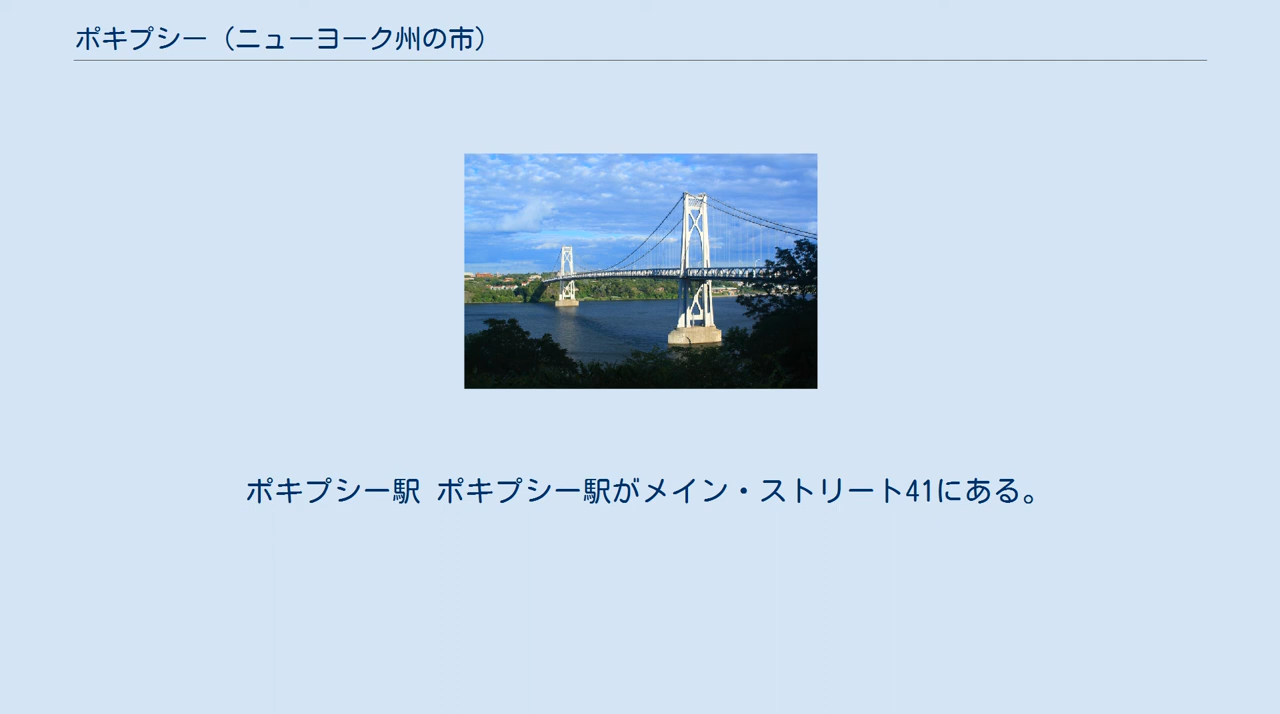 ポキプシー（ニューヨーク州の市）
ポキプシー駅 ポキプシー駅がメイン・ストリート41にある。